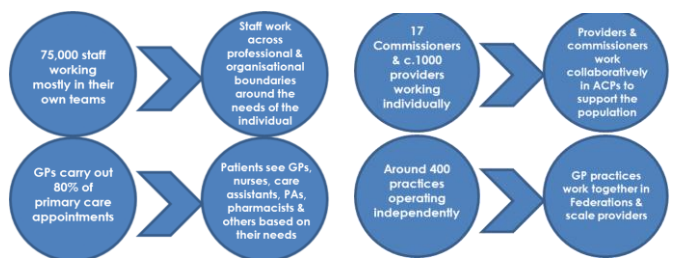 75,000 staff
working
mostly in their
own teams
Staff work
across
professional &
organisational
boundaries
around the
needs of the
individual
17
Commissioners
& c.1000
providers
working
individually
Providers &
commissioners
work
collaboratively
in ACPs to
support the
population
GPs carry out
80% of
primary care
appointments
Patients see GPs,
nurses, care
assistants, PAs,
pharmacists &
others based on
their needs
Around 400
practices
operating
independently
GP practices
work together in
Federations &
scale providers